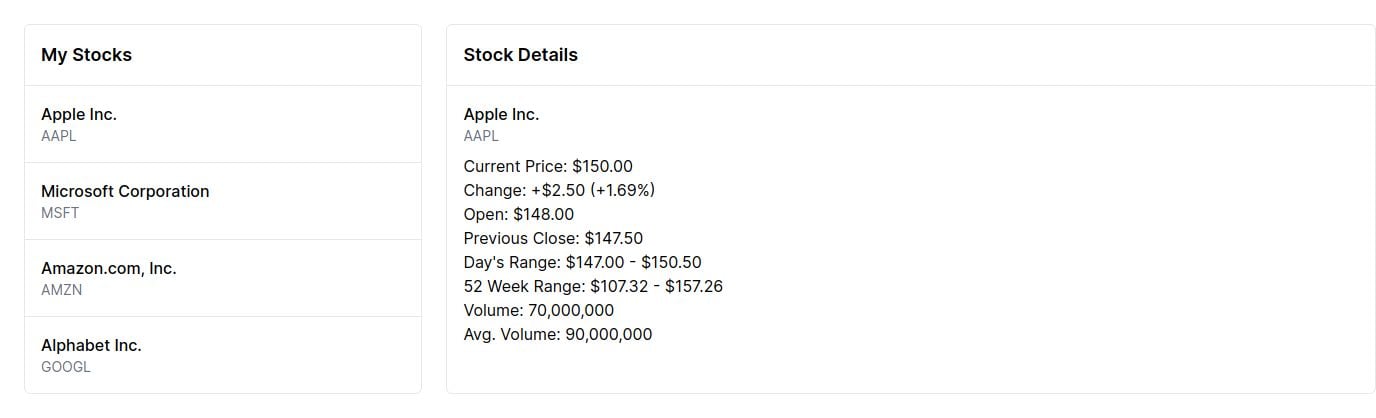 My Stocks
Apple Inc.
AAPL
Microsoft Corporation
MSFT
Amazon.com, Inc.
AMZN
Alphabet Inc.
GOOGL
Stock Details
Apple Inc.
AAPL
Current Price: $150.00
Change: +$2.50 (+1.69%)
Open: $148.00
Previous Close: $147.50
Day's Range: $147.00 - $150.50
52 Week Range: $107.32 - $157.26
Volume: 70,000,000
Avg. Volume: 90,000,000